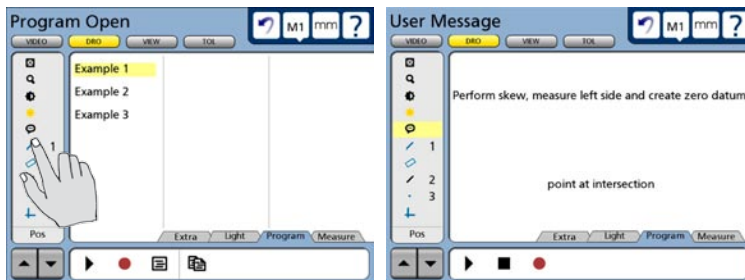 Program Open
M1 mm ?
VIDEO DRO VIEW TOL
Example 1
Example 2
Example 3
1
Pos
Extra Light Program Measure
User Message
M1 mm ?
VIDEO DRO VIEW TOL
Perform skew, measure left side and create zero datum
1
2
point at intersection
3
Pos
Extra Light Program Measure